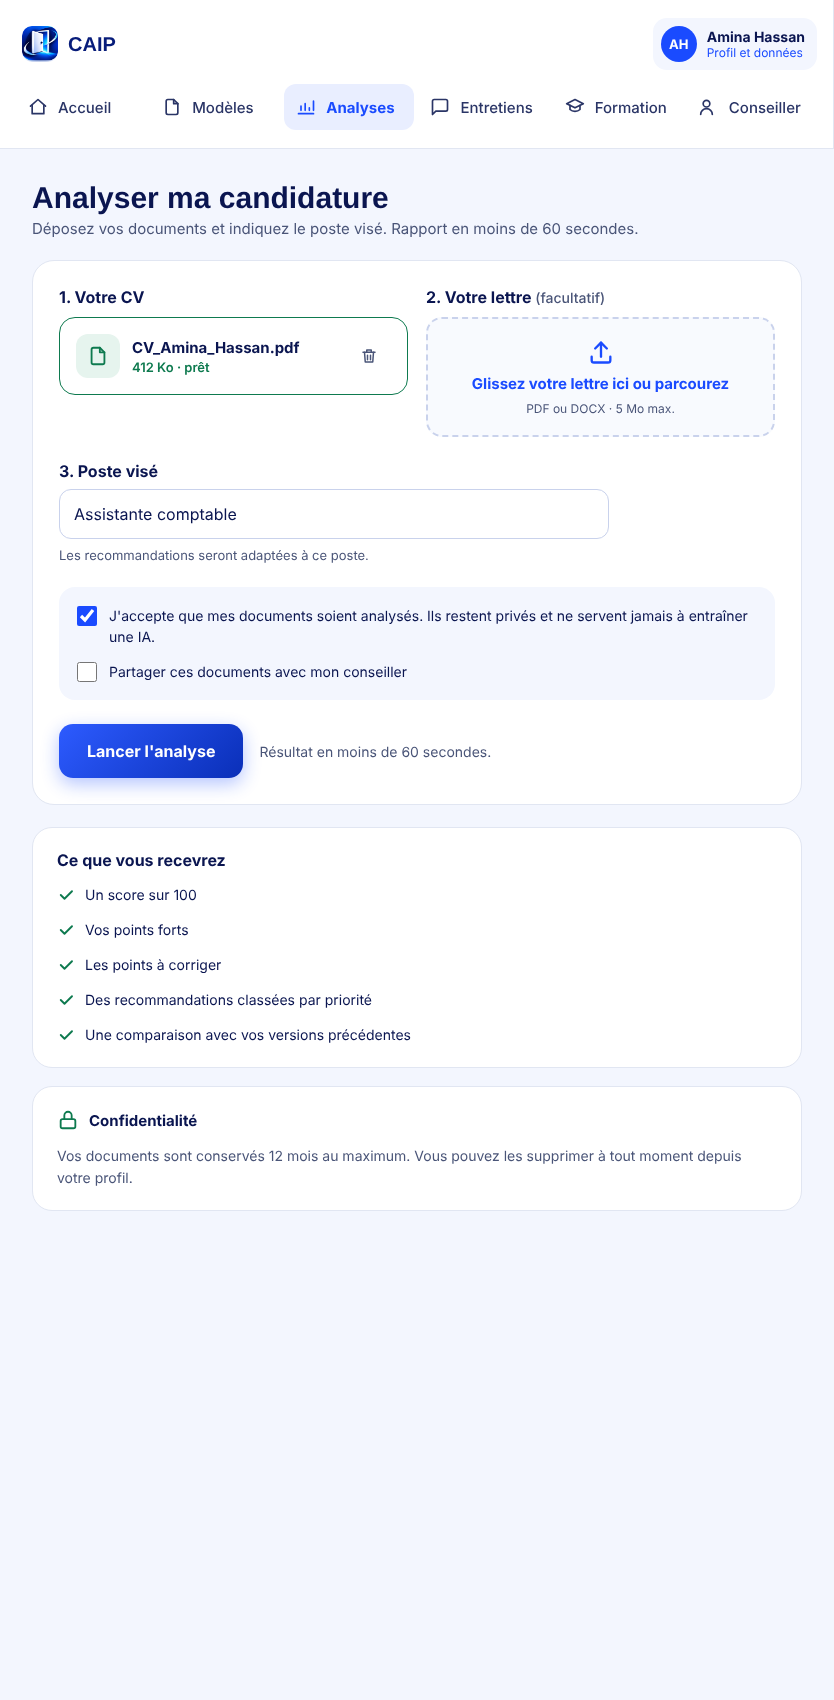 CAIP
AH
Amina Hassan
Profil et données
Accueil
Modèles
Analyses
Entretiens
Formation
Conseiller
Analyser ma candidature
Déposez vos documents et indiquez le poste visé. Rapport en moins de 60 secondes.
1. Votre CV
CV_Amina_Hassan.pdf
412 Ko · prêt
2. Votre lettre (facultatif)
Glissez votre lettre ici ou parcourez
PDF ou DOCX · 5 Mo max.
3. Poste visé
Assistante comptable
Les recommandations seront adaptées à ce poste.
J'accepte que mes documents soient analysés. Ils restent privés et ne servent jamais à entraîner
une IA.
Partager ces documents avec mon conseiller
Lancer l'analyse
Résultat en moins de 60 secondes.
Ce que vous recevrez
Un score sur 100
Vos points forts
Les points à corriger
Des recommandations classées par priorité
Une comparaison avec vos versions précédentes
Confidentialité
Vos documents sont conservés 12 mois au maximum. Vous pouvez les supprimer à tout moment depuis
votre profil.